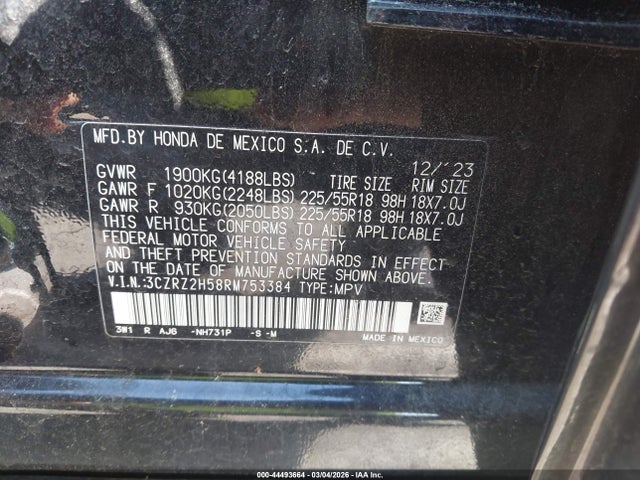 MFD.BY HONDA DE MEXICO S.A. DE C.V.
12/'23
GVWR 1900KG(4188LBS) TIRE SIZE RIM SIZE
GAWR F 1020KG(2248LBS) 225/55R18 98H 18X7.0J
GAWR R 930KG(2050LBS) 225/55R18 98H 18X7.0J
THIS VEHICLE CONFORMS TO ALL APPLICABLE
FEDERAL MOTOR VEHICLE SAFETY
AND THEFT PREVENTION STANDARDS IN EFFECT ON
THE DATE OF MANUFACTURE SHOWN ABOVE.
V.I.N.:3CZRZ2H58RM753384 TYPE:MPV
3W1 R AJ6 -NH731P -S -M MADE IN MEXICO
000-44493664 - 03/04/2026 - IAA Inc.